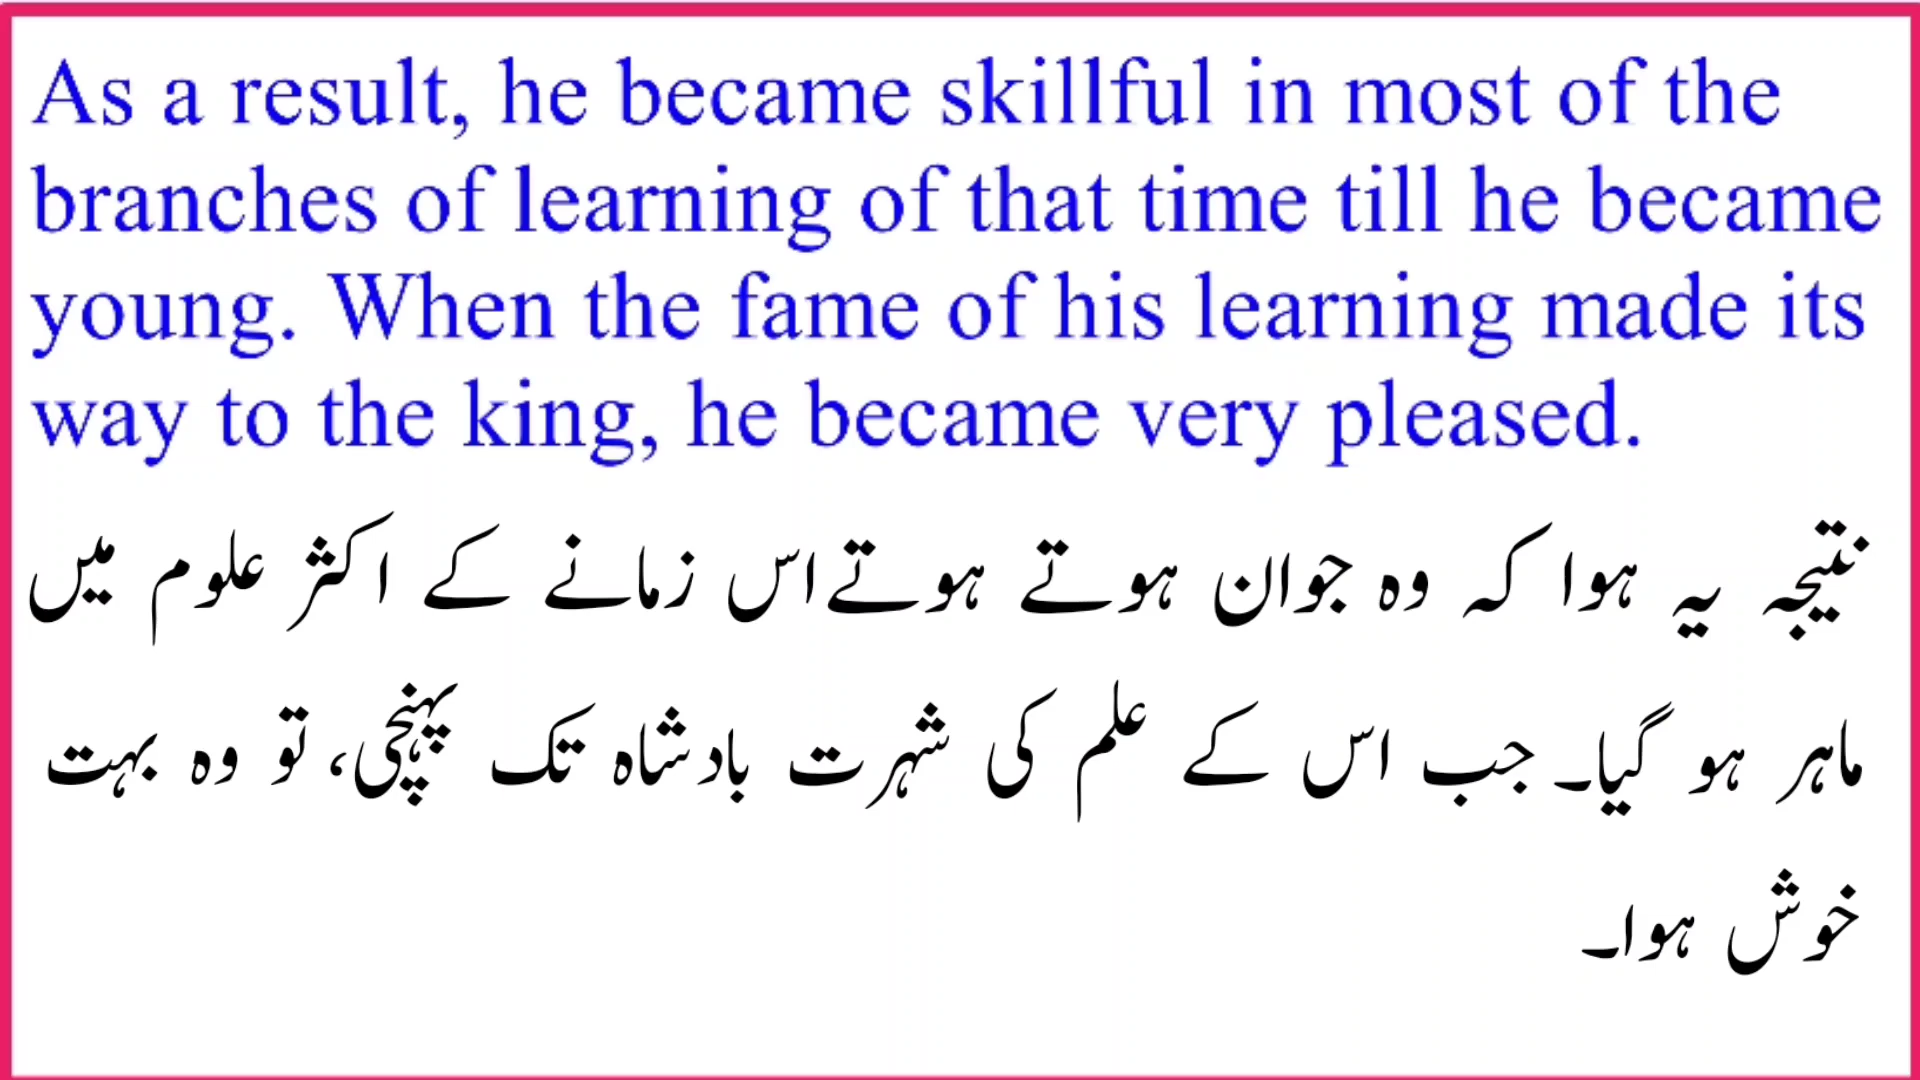 As a result, he became skillful in most of the
branches of learning of that time till he became
young. When the fame of his learning made its
way to the king, he became very pleased.
نتیجہ یہ ہوا کہ وہ جوان ہوتے ہوتےاس زمانے کے اکثر علوم میں
ماہر ہو گیا۔ جب اس کے علم کی شہرت بادشاہ تک پہنچی، تو وہ بہت
خوش ہوا۔